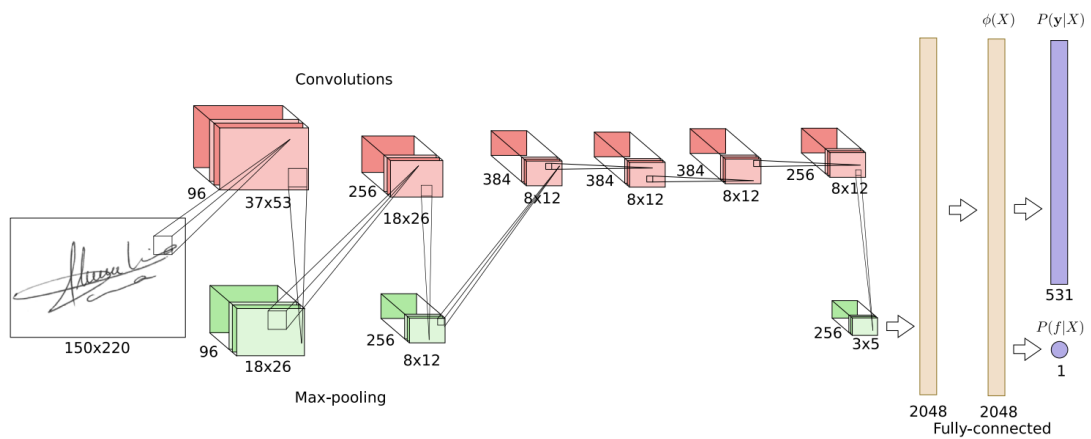 ϕ(X) P(y|X)
Convolutions
96
37x53
256
18x26
384
8x12
384
8x12
384
8x12
256
8x12
150x220
96
18x26
256
8x12
256
3x5
531
P(f|X)
1
Max-pooling
2048
2048
Fully-connected